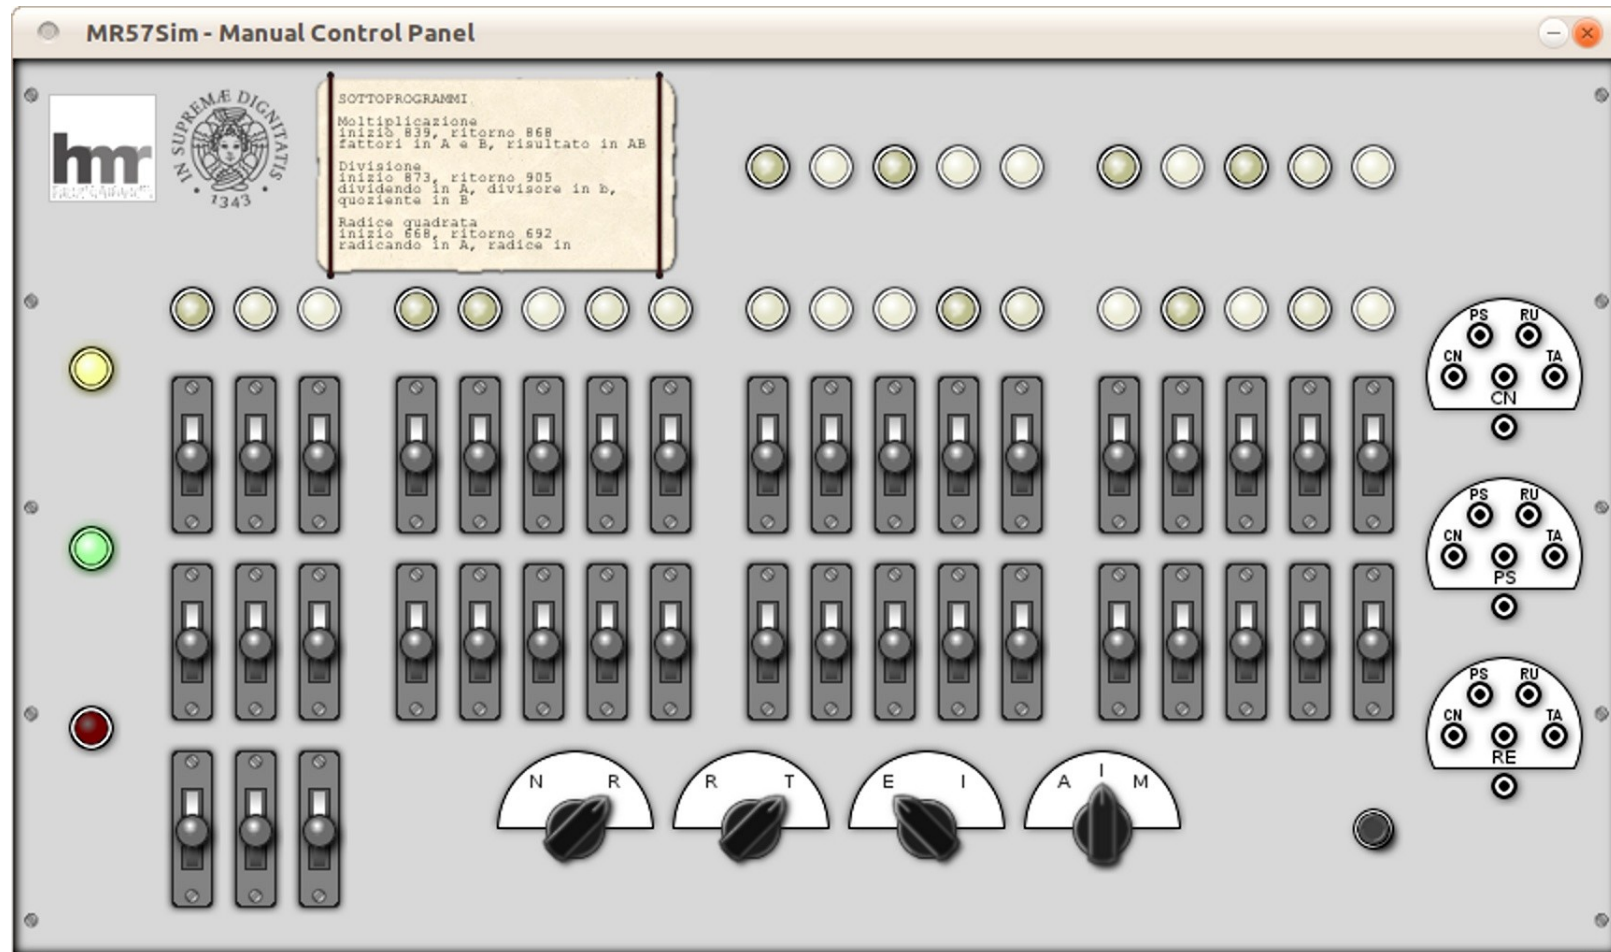 MR57Sim - Manual Control Panel
hmr
IN SUPREMÆ DIGNITATIS
1343
SOTTOPROGRAMMI
Moltiplicazione
inizio 839, ritorno 868
fattori in A e B, risultato in AB
Divisione
inizio 873, ritorno 905
dividendo in A, divisore in b,
quoziente in B
Radice quadrata
inizio 668, ritorno 692
radicando in A, radice in
PS RU
CN TA
CN
PS RU
CN TA
PS
PS RU
CN TA
RE
N R
R T
E I
A I M